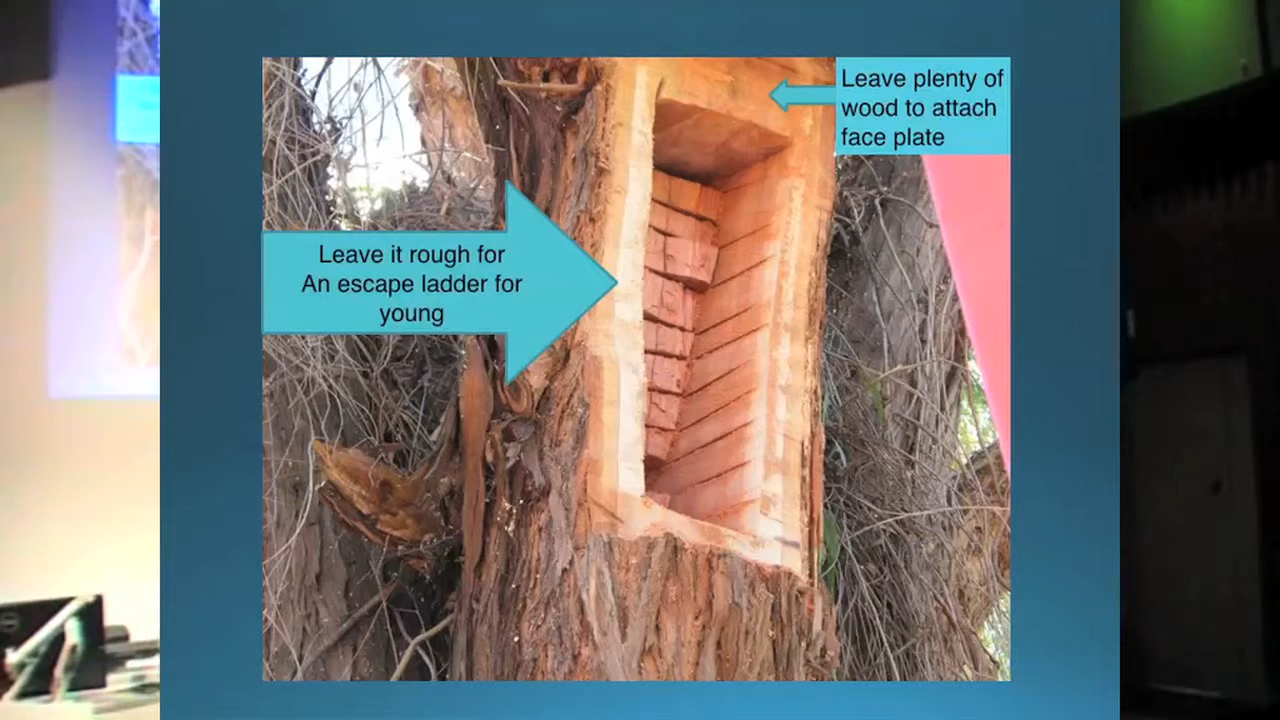 Leave plenty of
wood to attach
face plate
Leave it rough for
An escape ladder for
young